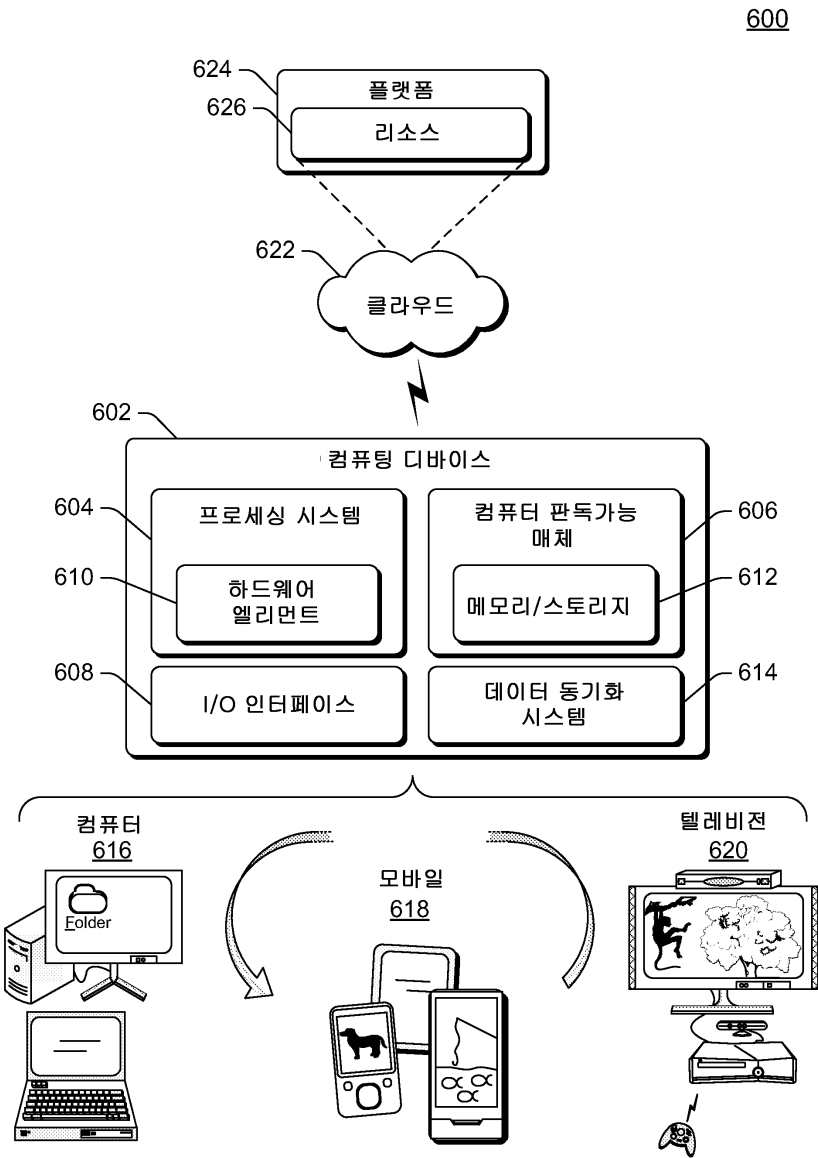 600
624
플랫폼
626
리소스
622
클라우드
602
컴퓨팅 디바이스
604
프로세싱 시스템
컴퓨터 판독가능
매체
606
610
하드웨어
엘리먼트
메모리/스토리지
612
608
I/O 인터페이스
데이터 동기화
시스템
614
컴퓨터
616
텔레비전
620
모바일
618
Folder